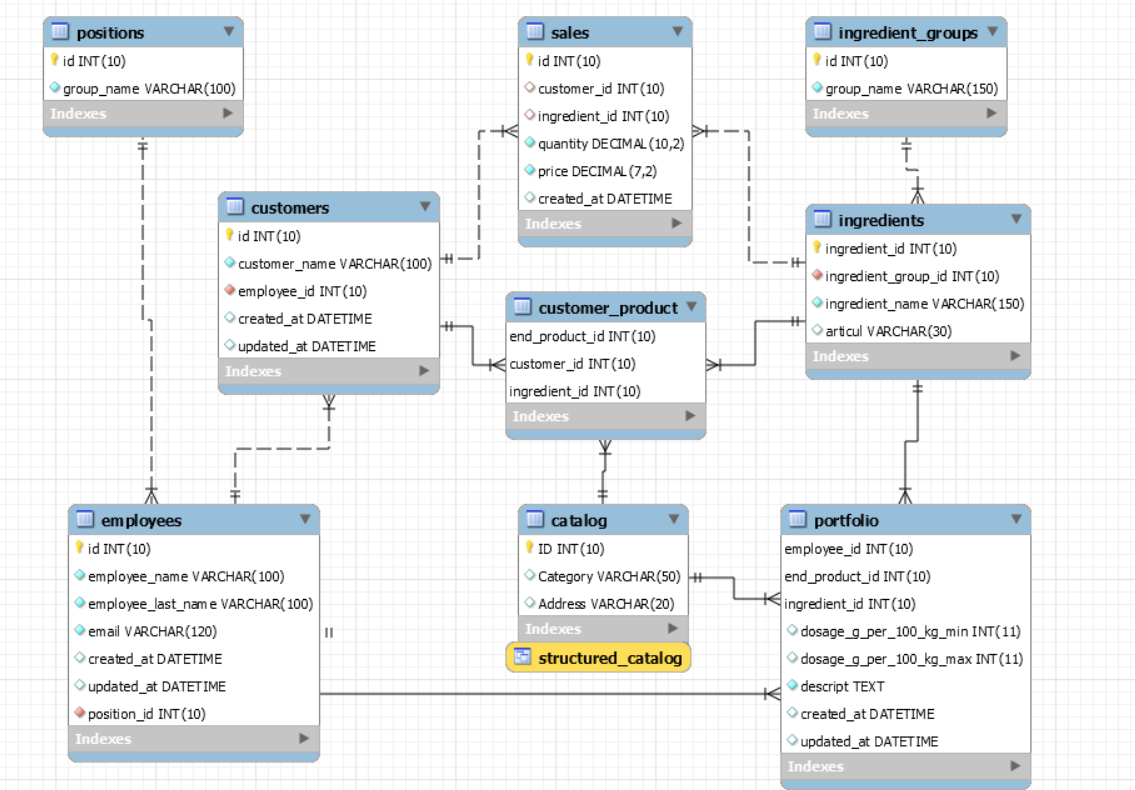 positions
id INT(10)
group_name VARCHAR(100)
Indexes
sales
id INT(10)
customer_id INT(10)
ingredient_id INT(10)
quantity DECIMAL(10,2)
price DECIMAL(7,2)
created_at DATETIME
Indexes
ingredient_groups
id INT(10)
group_name VARCHAR(150)
Indexes
customers
id INT(10)
customer_name VARCHAR(100)
employee_id INT(10)
created_at DATETIME
updated_at DATETIME
Indexes
ingredients
ingredient_id INT(10)
ingredient_group_id INT(10)
ingredient_name VARCHAR(150)
articul VARCHAR(30)
Indexes
customer_product
end_product_id INT(10)
customer_id INT(10)
ingredient_id INT(10)
Indexes
employees
id INT(10)
employee_name VARCHAR(100)
employee_last_name VARCHAR(100)
email VARCHAR(120)
created_at DATETIME
updated_at DATETIME
position_id INT(10)
Indexes
catalog
ID INT(10)
Category VARCHAR(50)
Address VARCHAR(20)
Indexes
structured_catalog
portfolio
employee_id INT(10)
end_product_id INT(10)
ingredient_id INT(10)
dosage_g_per_100_kg_min INT(11)
dosage_g_per_100_kg_max INT(11)
descript TEXT
created_at DATETIME
updated_at DATETIME
Indexes